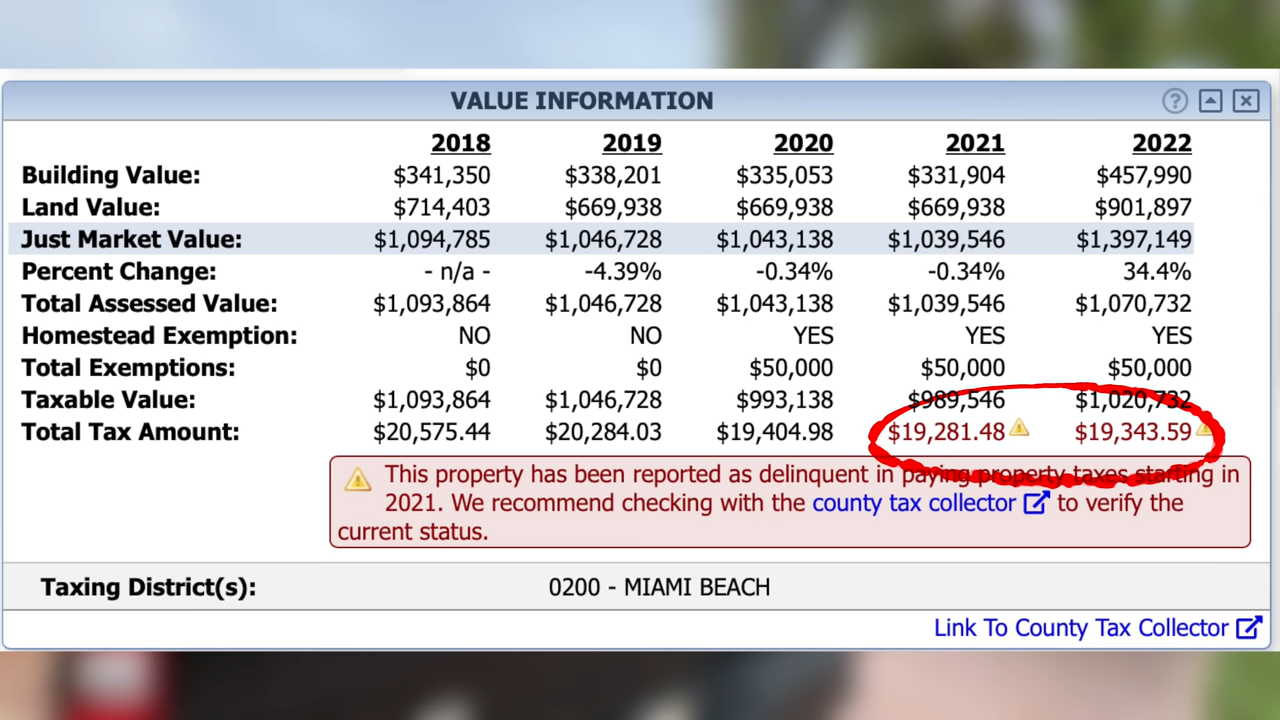 VALUE INFORMATION
2018 2019 2020 2021 2022
Building Value: $341,350 $338,201 $335,053 $331,904 $457,990
Land Value: $714,403 $669,938 $669,938 $669,938 $901,897
Just Market Value: $1,094,785 $1,046,728 $1,043,138 $1,039,546 $1,397,149
Percent Change: - n/a - -4.39% -0.34% -0.34% 34.4%
Total Assessed Value: $1,093,864 $1,046,728 $1,043,138 $1,039,546 $1,070,732
Homestead Exemption: NO NO YES YES YES
Total Exemptions: $0 $0 $50,000 $50,000 $50,000
Taxable Value: $1,093,864 $1,046,728 $993,138 $989,546 $1,020,732
Total Tax Amount: $20,575.44 $20,284.03 $19,404.98 $19,281.48 $19,343.59
This property has been reported as delinquent in paying property taxes starting in
2021. We recommend checking with the county tax collector to verify the
current status.
Taxing District(s): 0200 - MIAMI BEACH
Link To County Tax Collector